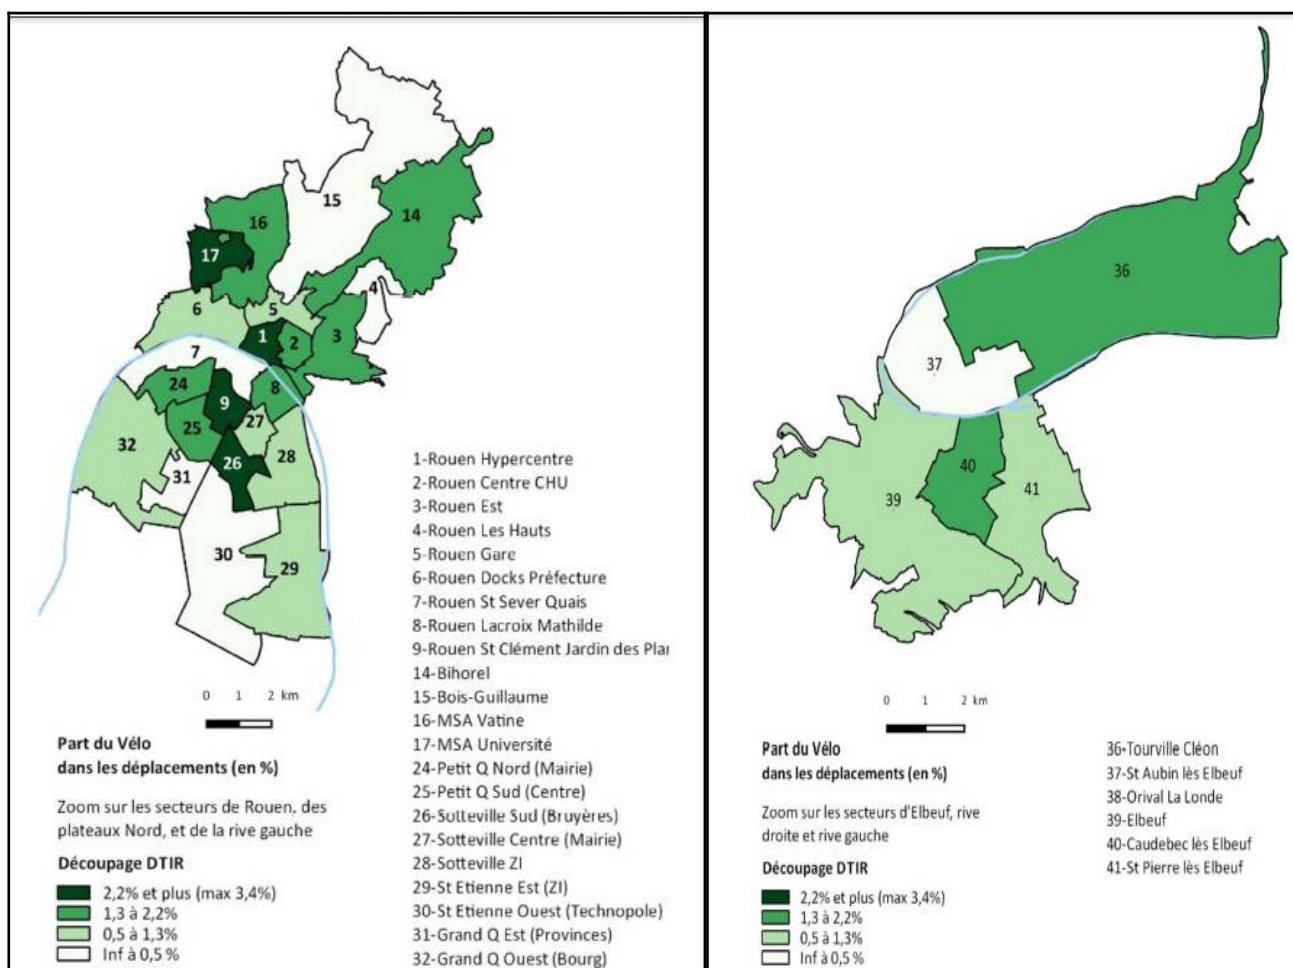 15
14
16
17
4
6
5
1
2
3
7
24
8
9
25
27
32
26
28
31
30
29
1-Rouen Hypercentre
2-Rouen Centre CHU
3-Rouen Est
4-Rouen Les Hauts
5-Rouen Gare
6-Rouen Docks Préfecture
7-Rouen St Sever Quais
8-Rouen Lacroix Mathilde
9-Rouen St Clément Jardin des Plan
14-Bihorel
15-Bois-Guillaume
16-MSA Vatine
17-MSA Université
24-Petit Q Nord (Mairie)
25-Petit Q Sud (Centre)
26-Sotteville Sud (Bruyères)
27-Sotteville Centre (Mairie)
28-Sotteville ZI
29-St Etienne Est (ZI)
30-St Etienne Ouest (Technopole)
31-Grand Q Est (Provinces)
32-Grand Q Ouest (Bourg)
0 1 2 km
Part du Vélo
dans les déplacements (en %)
Zoom sur les secteurs de Rouen, des
plateaux Nord, et de la rive gauche
Découpage DTIR
2,2% et plus (max 3,4%)
1,3 à 2,2%
0,5 à 1,3%
Inf à 0,5 %
36
37
40
39
41
0 1 2 km
Part du Vélo
dans les déplacements (en %)
Zoom sur les secteurs d'Elbeuf, rive
droite et rive gauche
Découpage DTIR
2,2% et plus (max 3,4%)
1,3 à 2,2%
0,5 à 1,3%
Inf à 0,5 %
36-Tourville Cléon
37-St Aubin lès Elbeuf
38-Orival La Londe
39-Elbeuf
40-Caudebec lès Elbeuf
41-St Pierre lès Elbeuf